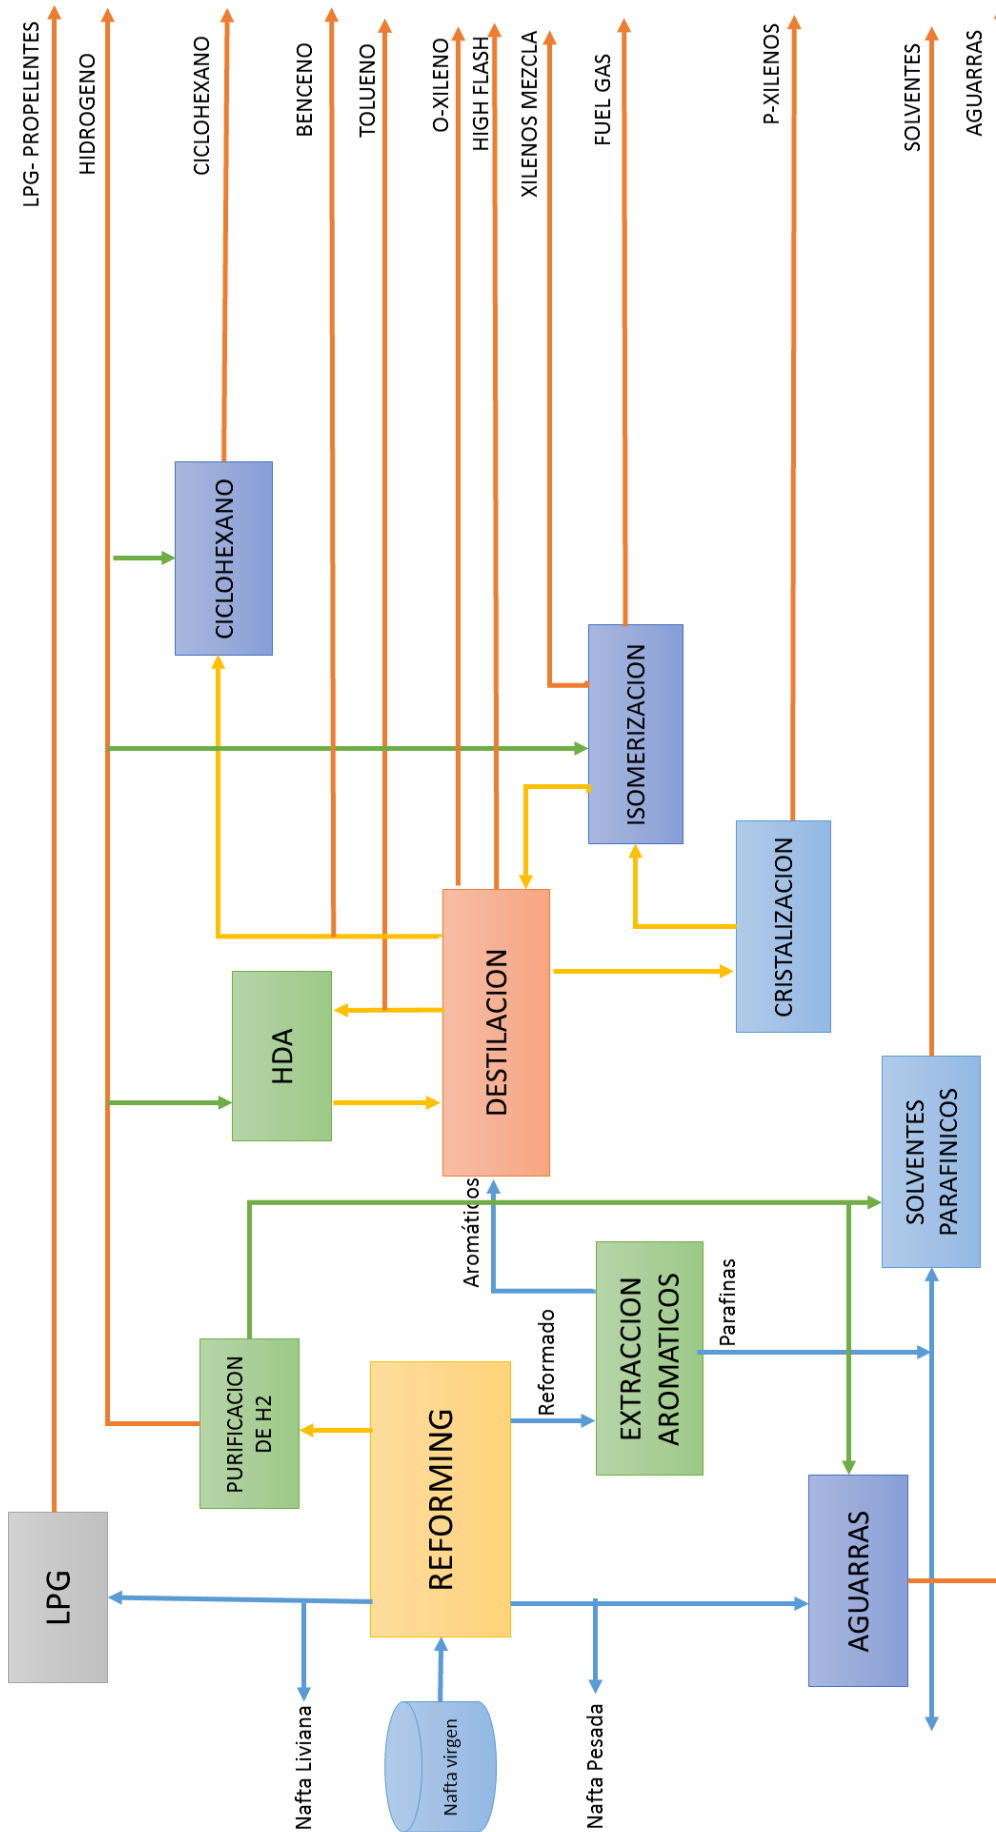 LPG- PROPELENTES
HIDROGENO
CICLOHEXANO
BENCENO
TOLUENO
O-XILENO
HIGH FLASH
XILENOS MEZCLA
FUEL GAS
P-XILENOS
SOLVENTES
AGUARRAS
LPG
PURIFICACION
DE H2
HDA
CICLOHEXANO
Nafta Liviana
Nafta virgen
REFORMING
Reformado
Aromáticos
DESTILACION
ISOMERIZACION
EXTRACCION
AROMATICOS
Parafinas
CRISTALIZACION
Nafta Pesada
AGUARRAS
SOLVENTES
PARAFINICOS